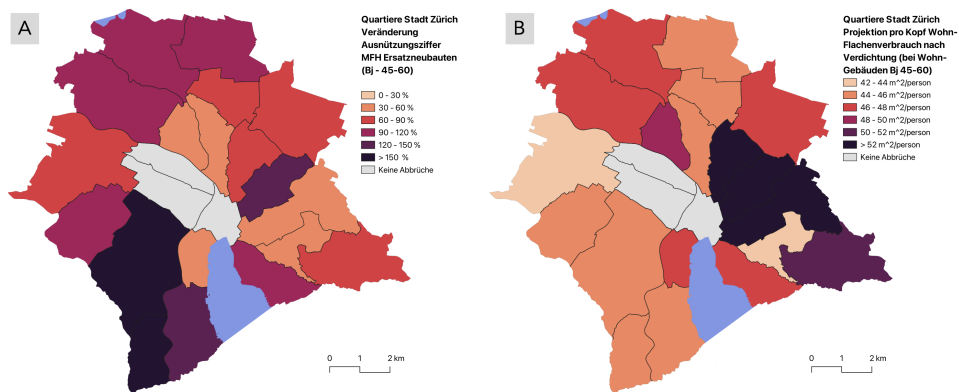 A
Quartiere Stadt Zürich
Veränderung
Ausnützungsziffer
MFH Ersatzneubauten
(Bj - 45-60)
0 - 30 %
30 - 60 %
60 - 90 %
90 - 120 %
120 - 150 %
> 150 %
Keine Abbrüche
0 1 2 km
B
Quartiere Stadt Zürich
Projektion pro Kopf Wohn-
Flächenverbrauch nach
Verdichtung (bei Wohn-
Gebäuden Bj 45-60)
42 - 44 m^2/person
44 - 46 m^2/person
46 - 48 m^2/person
48 - 50 m^2/person
50 - 52 m^2/person
> 52 m^2/person
Keine Abbrüche
0 1 2 km